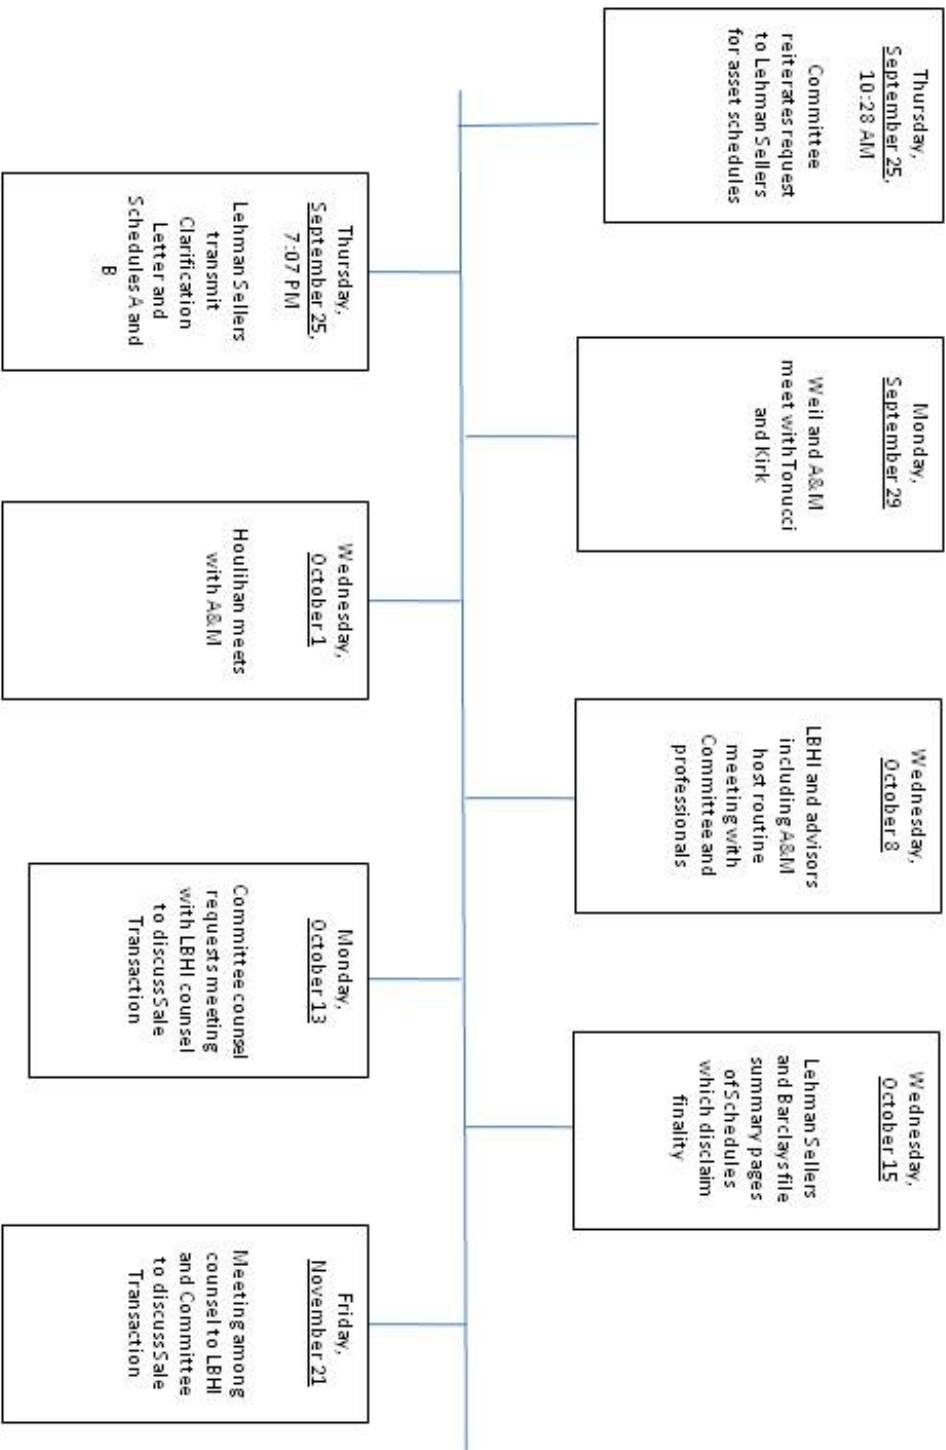 Thursday,
September 25,
10:28 AM
Committee
reiterates request
to Lehman Sellers
for asset schedules
Thursday,
September 25,
7:07 PM
Lehman Sellers
transmit
Clarification
Letter and
Schedules A and
B
Monday,
September 29
Weil and A&M
meet with Tonucci
and Kirk
Wednesday,
October 1
Houlihan meets
with A&M
Wednesday,
October 8
LBHI and advisors
including A&M
host routine
meeting with
Committee and
professionals
Monday,
October 13
Committee counsel
requests meeting
with LBHI counsel
to discuss Sale
Transaction
Wednesday,
October 15
Lehman Sellers
and Barclays file
summary pages
of Schedules
which disclaim
finality
Friday,
November 21
Meeting among
counsel to LBHI
and Committee
to discuss Sale
Transaction